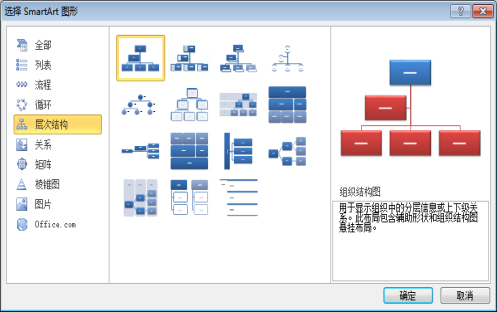 选择 SmartArt 图形
全部
列表
流程
循环
层次结构
关系
矩阵
棱锥图
图片
Office.com
组织结构图
用于显示组织中的分层信息或上下级关
系。此布局包含辅助形状和组织结构图
悬挂布局。
确定
取消